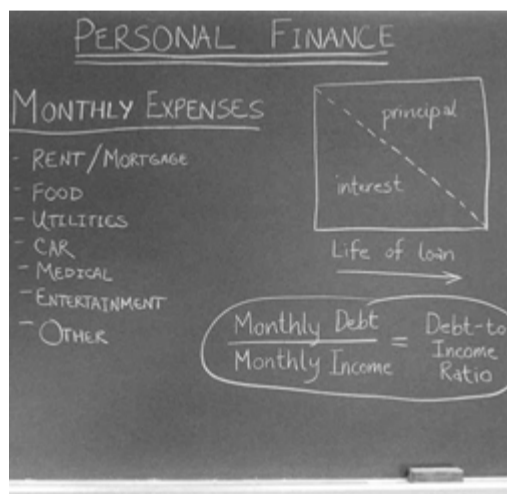 PERSONAL FINANCE
MONTHLY EXPENSES
- RENT/MORTGAGE
- FOOD
- UTILITIES
- CAR
- MEDICAL
- ENTERTAINMENT
- OTHER
principal
interest
Life of loan
Monthly Debt
Monthly Income
=
Debt-to
Income
Ratio